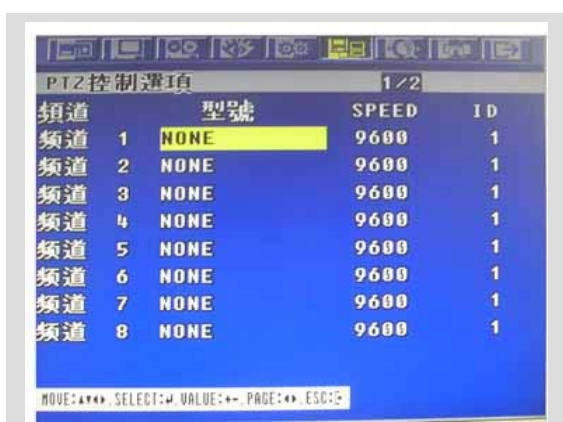 PTZ控制選項 1/2
頻道 型號 SPEED ID
頻道 1 NONE 9600 1
頻道 2 NONE 9600 1
頻道 3 NONE 9600 1
頻道 4 NONE 9600 1
頻道 5 NONE 9600 1
頻道 6 NONE 9600 1
頻道 7 NONE 9600 1
頻道 8 NONE 9600 1
MOVE:▲▼◀▶, SELECT:↵, VALUE:+-, PAGE:◀▶, ESC: